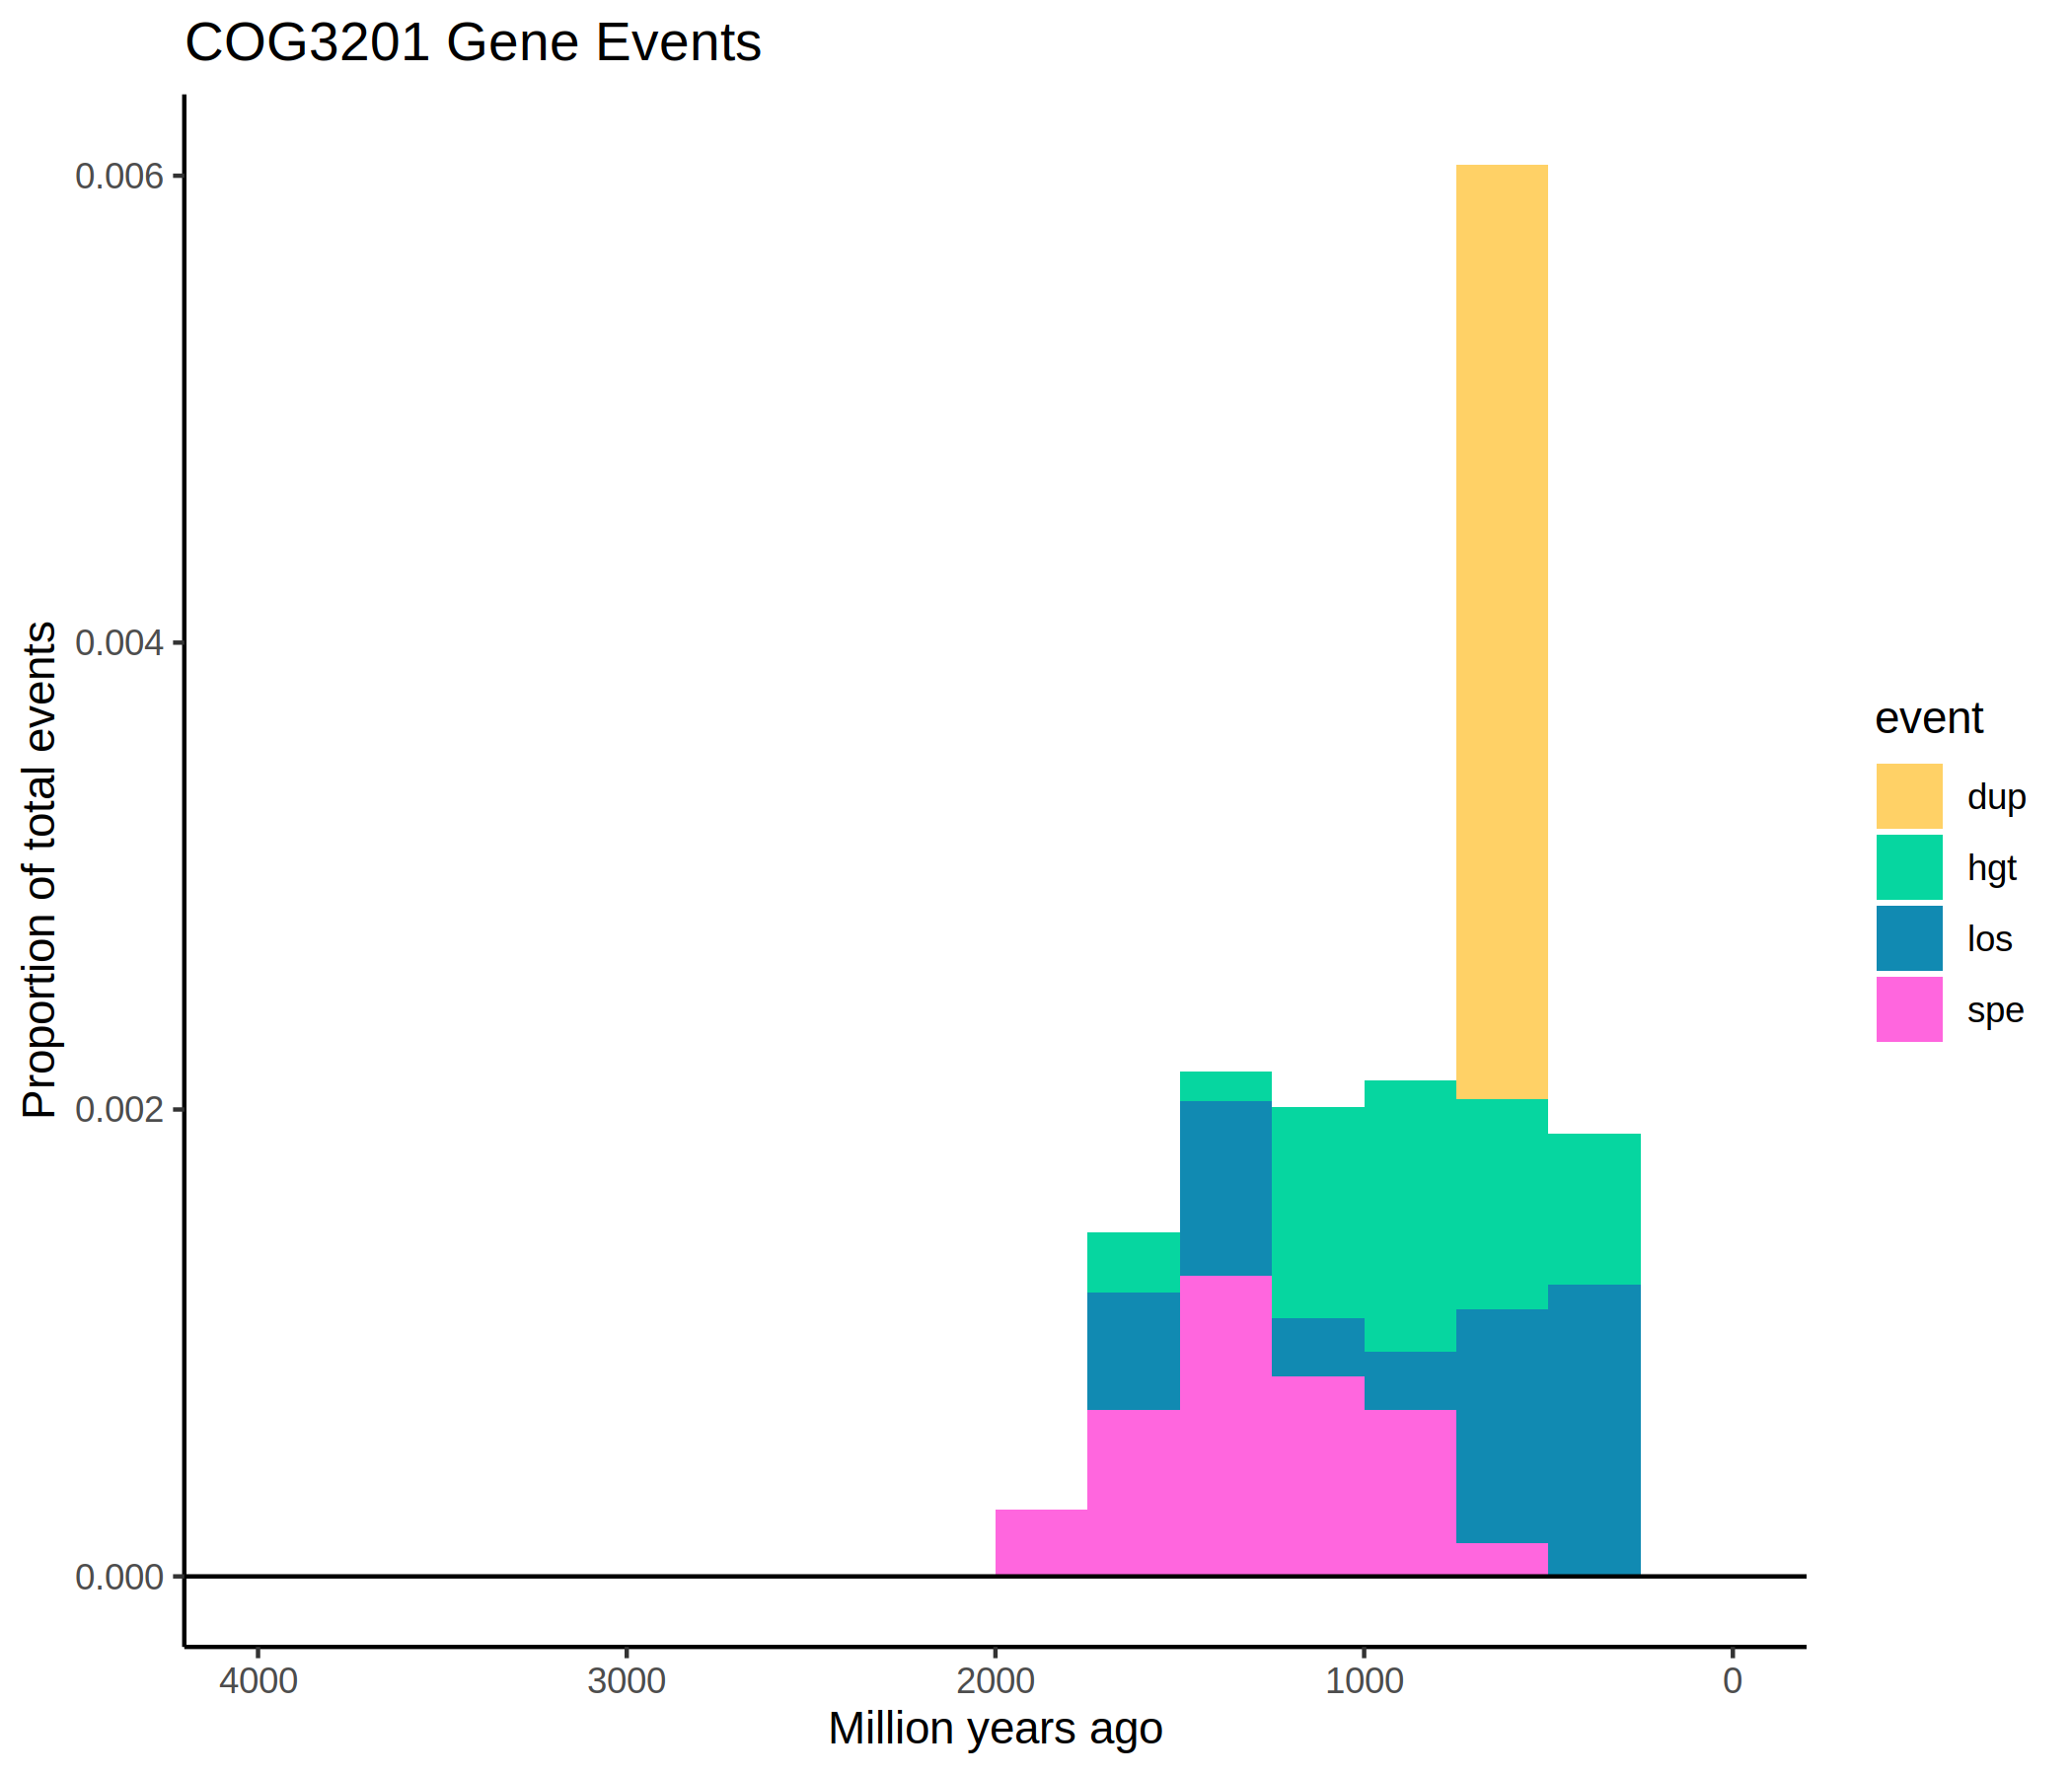 COG3201 Gene Events
Proportion of total events
0.006
0.004
0.002
0.000
4000 3000 2000 1000 0
Million years ago
event
dup
hgt
los
spe